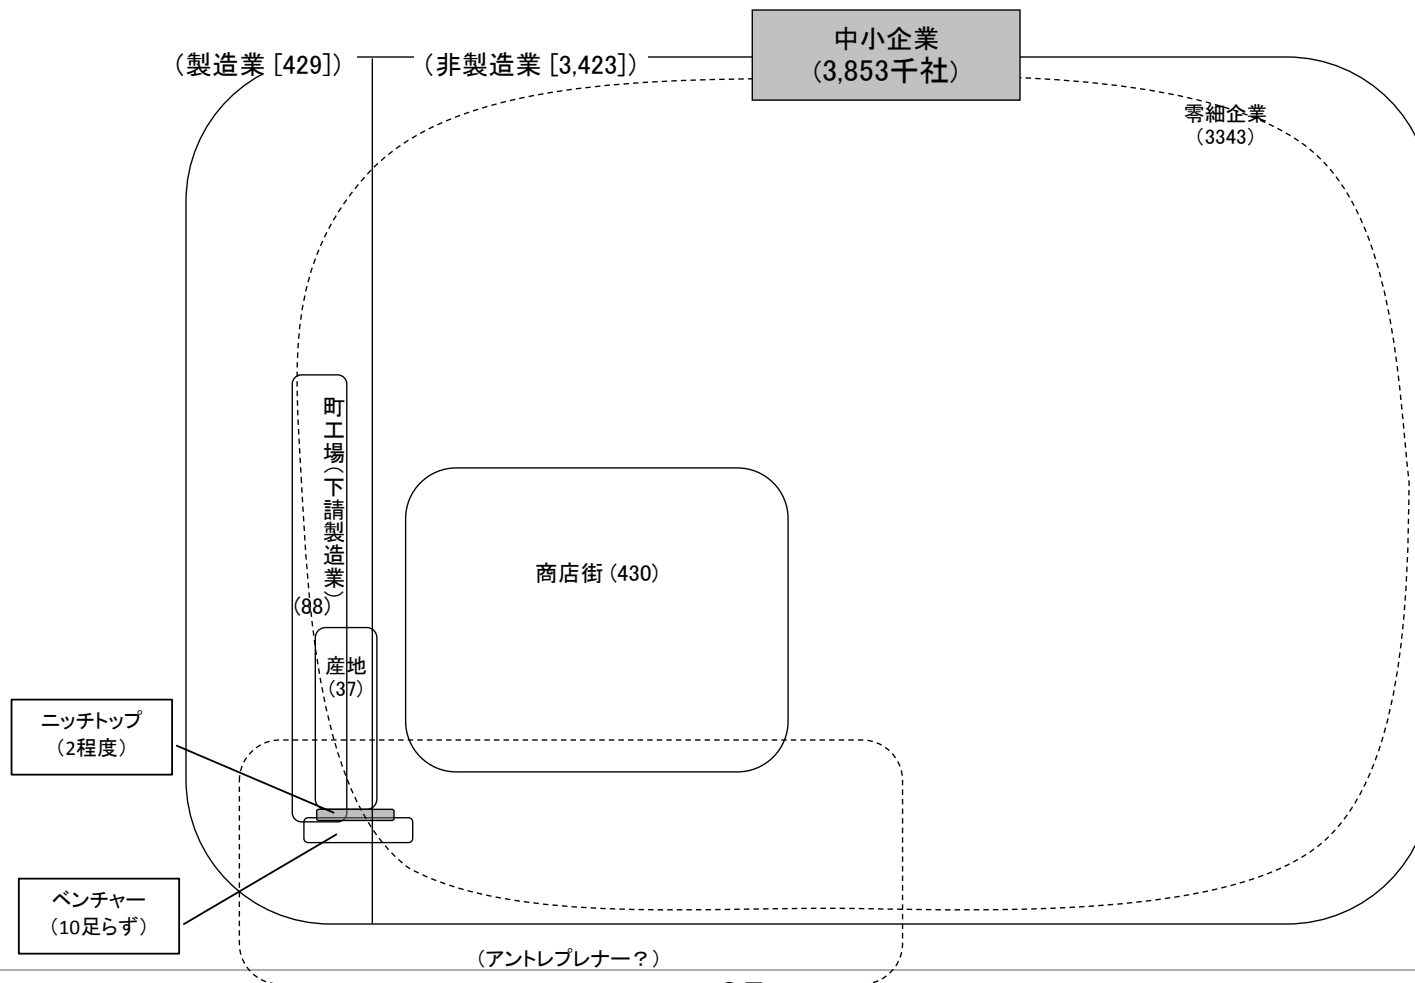 中小企業
（3,853千社）
（製造業 [429]）
（非製造業 [3,423]）
零細企業
（3343）
町工場（下請製造業）
（88）
商店街（430）
産地
（37）
ニッチトップ
（2程度）
ベンチャー
（10足らず）
（アントレプレナー？）